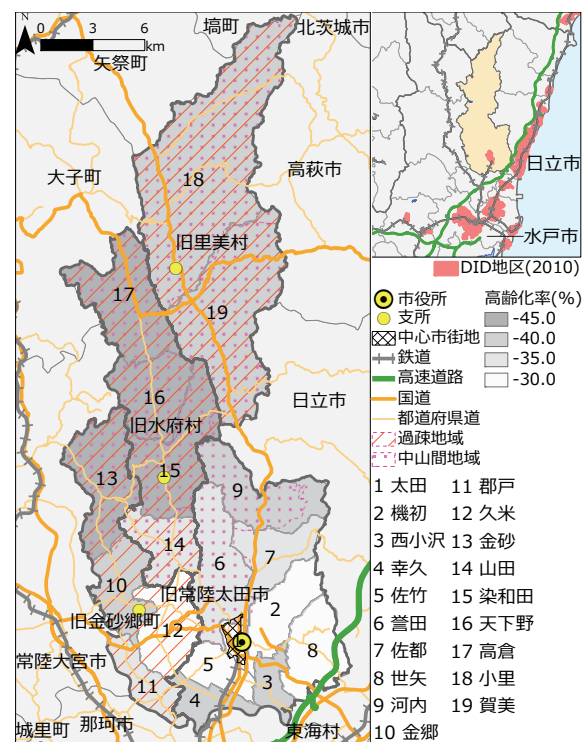 N
0 3 6
km
塙町
北茨城市
矢祭町
大子町
高萩市
18
旧里美村
17
19
16
日立市
旧水府村
15
13
9
14
7
10
6
2
旧常陸太田市
旧金砂郷町
12
常陸大宮市
5
8
11
3
4
城里町
那珂市
東海村
日立市
水戸市
DID地区(2010)
市役所
支所
中心市街地
鉄道
高速道路
国道
都道府県道
過疎地域
中山間地域
高齢化率(%)
-45.0
-40.0
-35.0
-30.0
1 太田
2 機初
3 西小沢
4 幸久
5 佐竹
6 誉田
7 佐都
8 世矢
9 河内
10 金郷
11 郡戸
12 久米
13 金砂
14 山田
15 染和田
16 天下野
17 高倉
18 小里
19 賀美